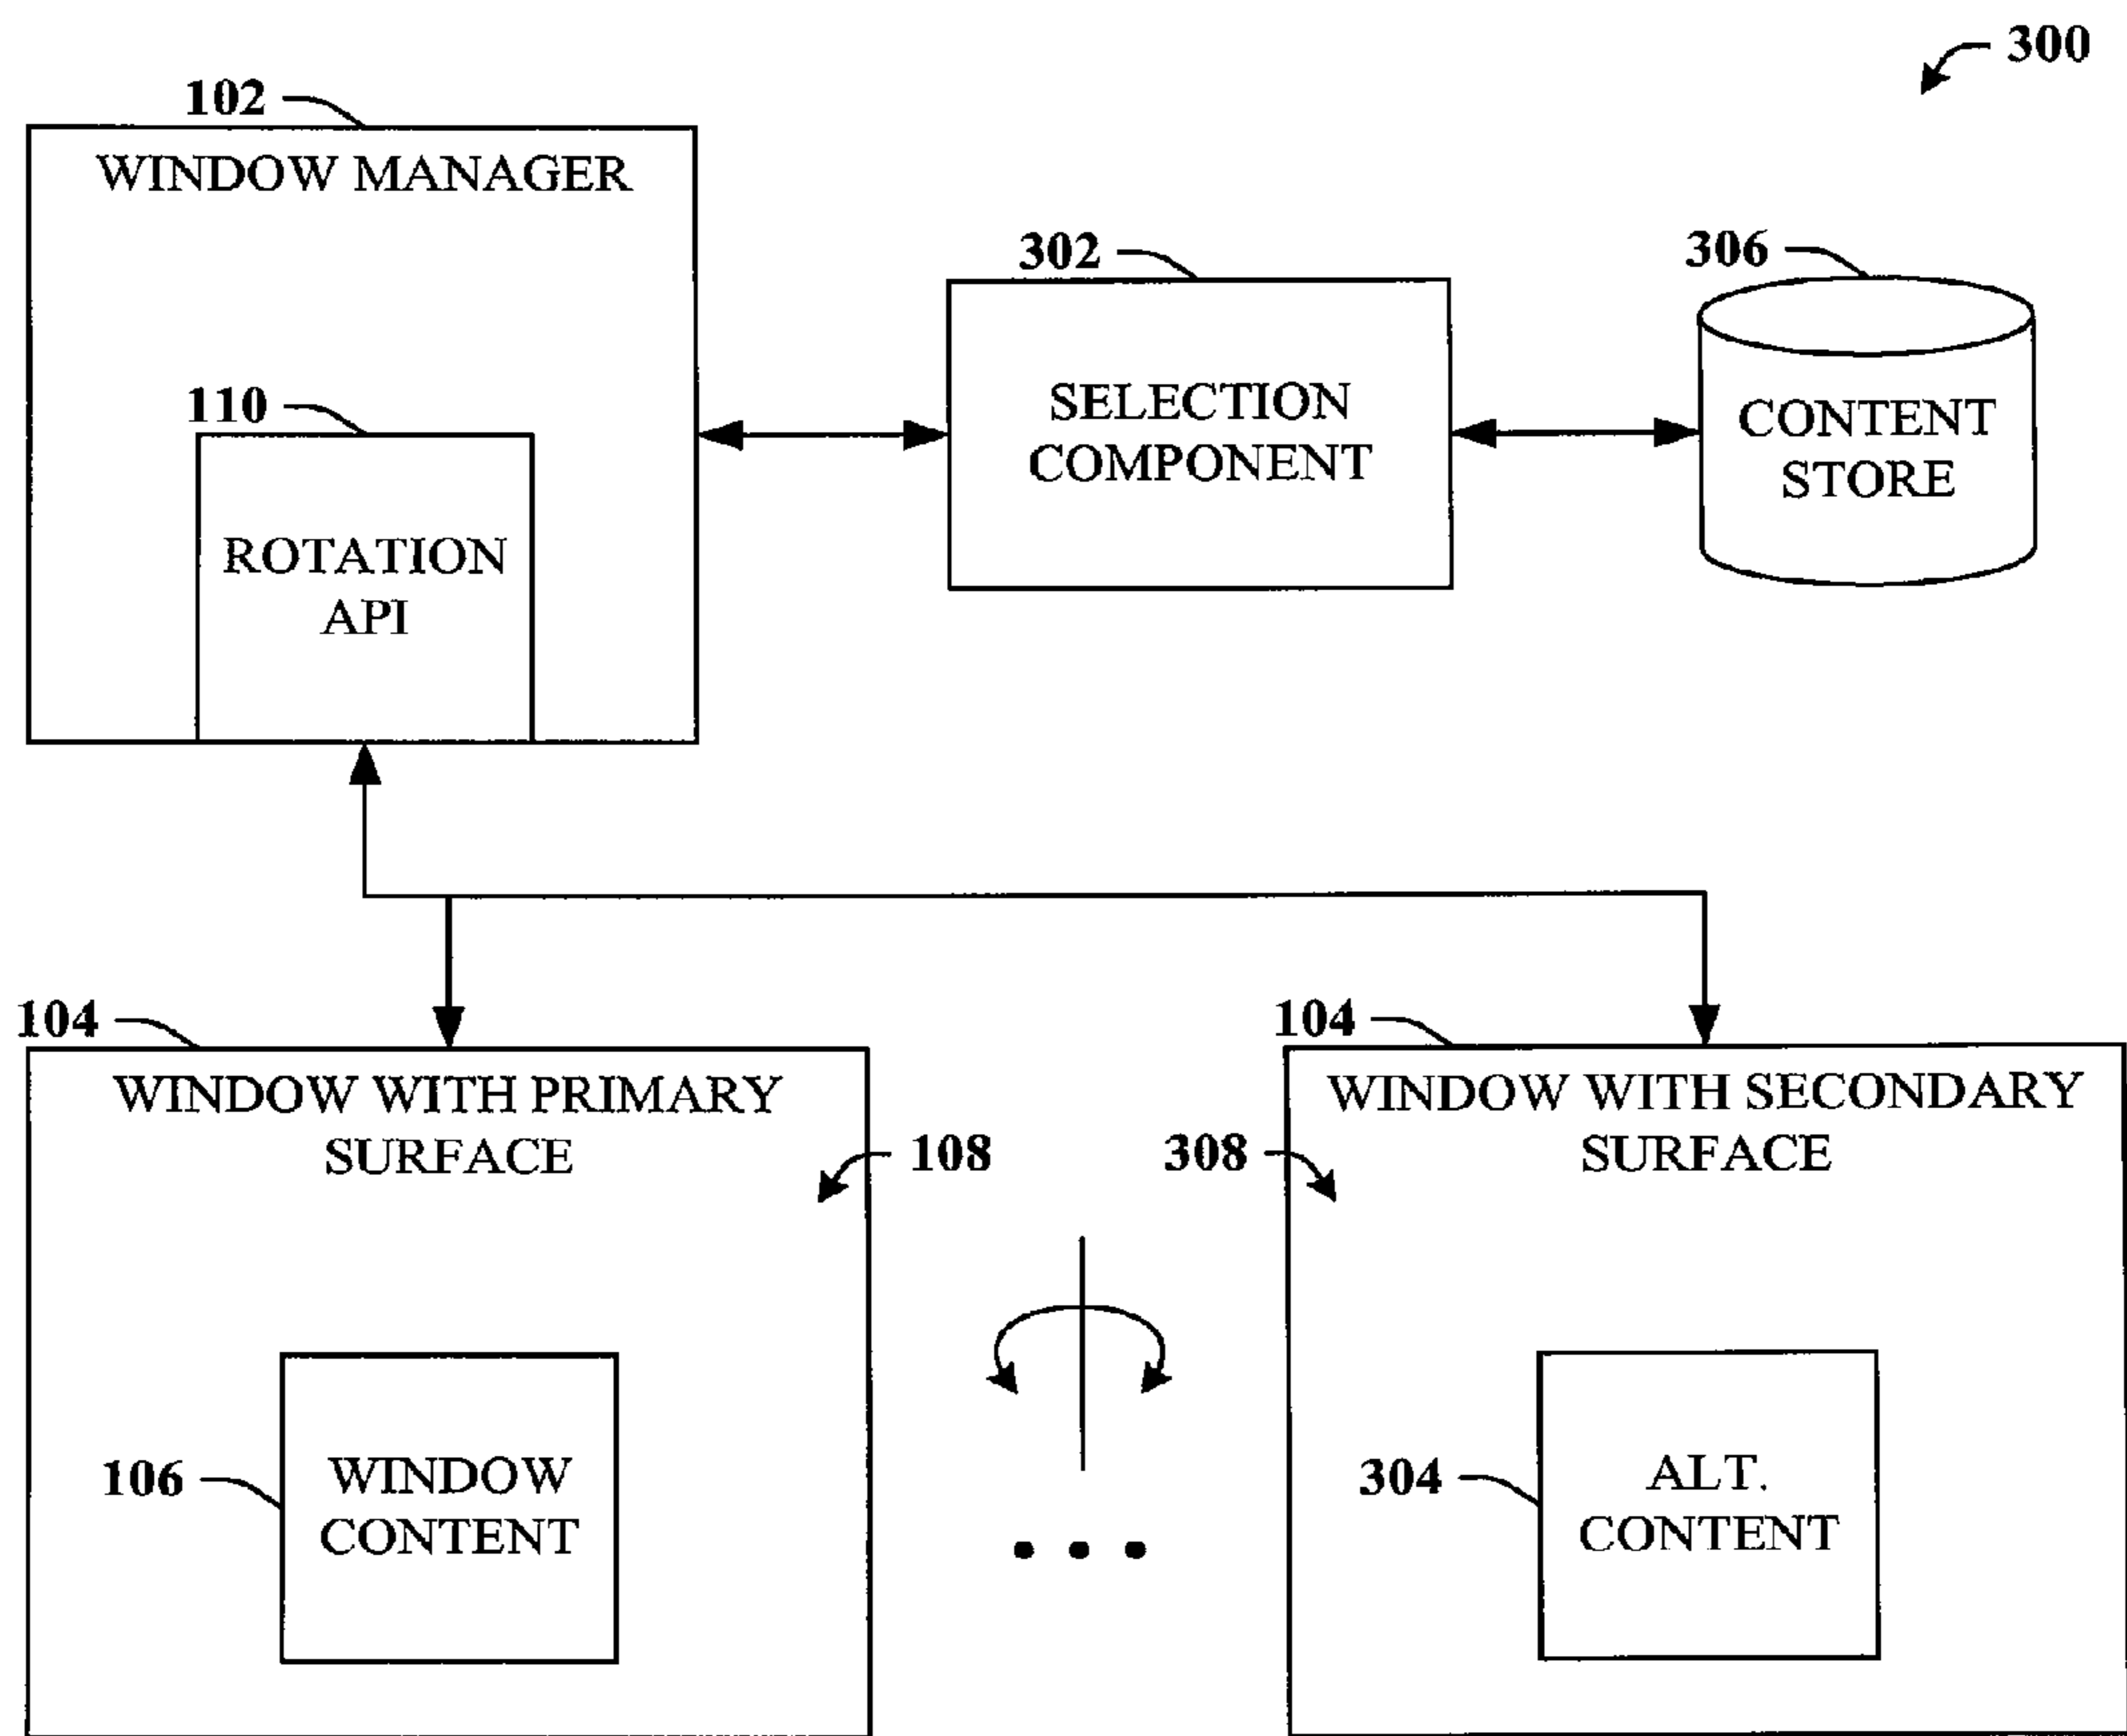 300
102
WINDOW MANAGER
302
306
110
SELECTION
COMPONENT
CONTENT
STORE
ROTATION
API
104
104
WINDOW WITH PRIMARY
SURFACE
WINDOW WITH SECONDARY
SURFACE
108
308
106
WINDOW
CONTENT
304
ALT.
CONTENT